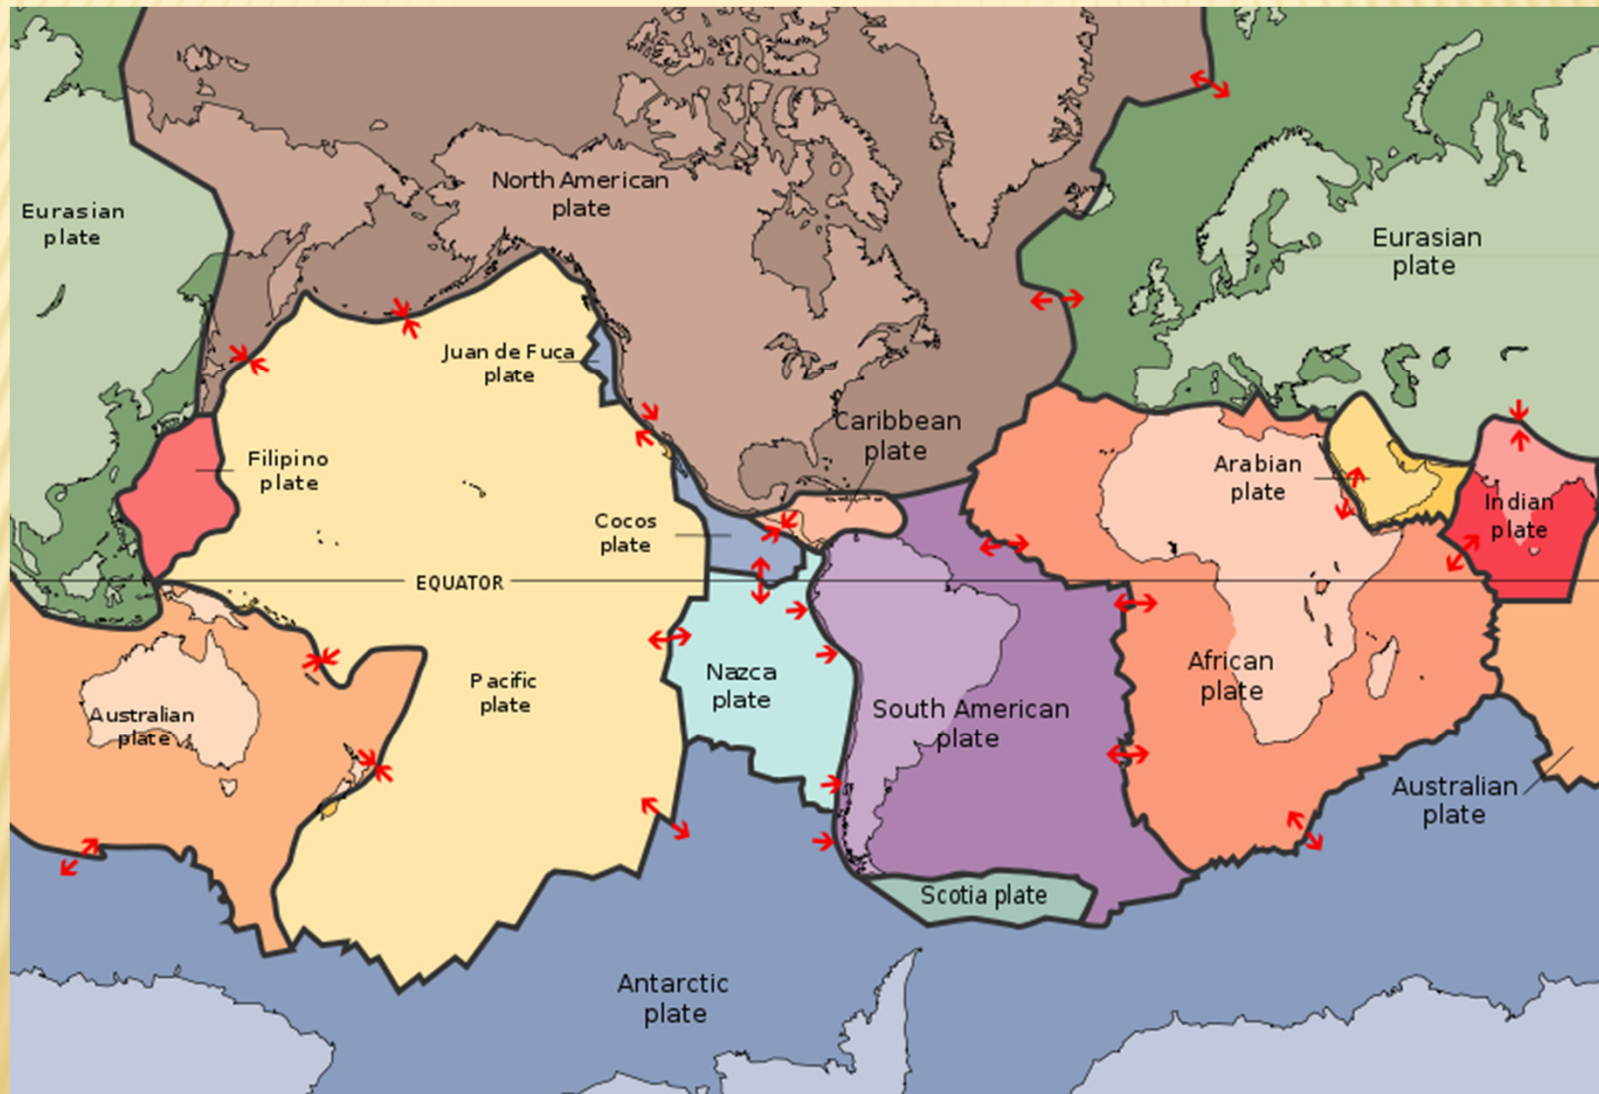 North American
plate
Eurasian
plate
Eurasian
plate
Juan de Fuca
plate
Caribbean
plate
Filipino
plate
Arabian
plate
Indian
plate
Cocos
plate
EQUATOR
Pacific
plate
Nazca
plate
African
plate
South American
plate
Australian
plate
Australian
plate
Scotia plate
Antarctic
plate